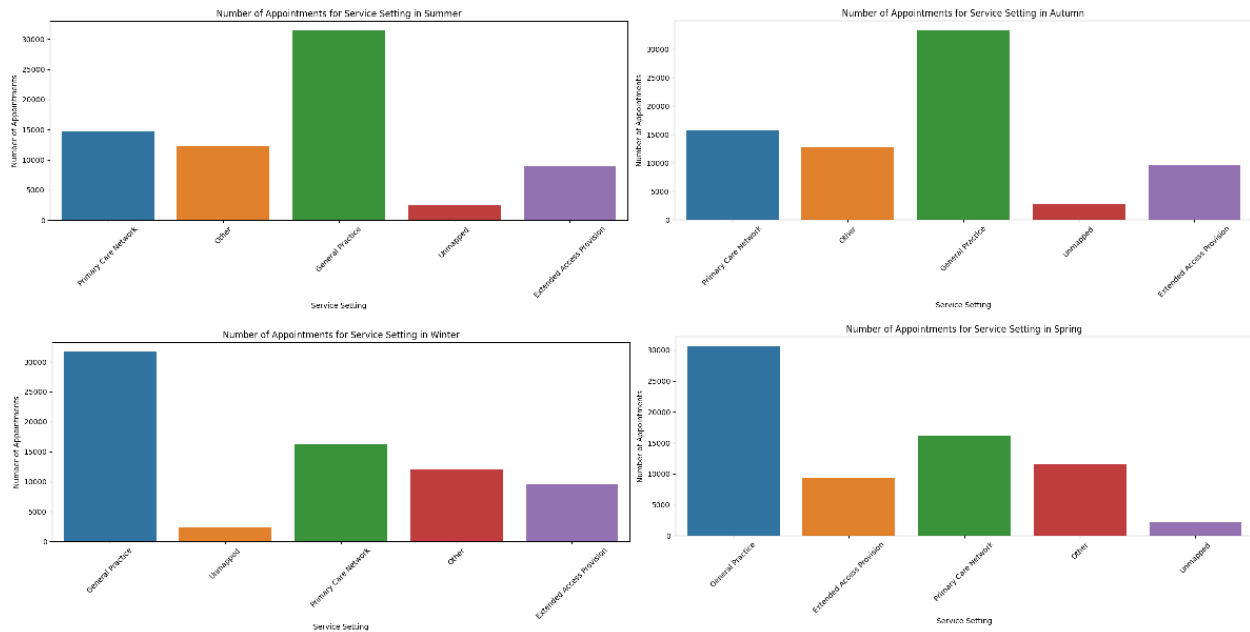 Number of Appointments for Service Setting in Summer
Number of Appointments
30000
25000
20000
15000
10000
5000
0
Primary Care Network
Other
General Practice
Unmapped
Extended Access Provision
Service Setting
Number of Appointments for Service Setting in Autumn
Number of Appointments
30000
25000
20000
15000
10000
5000
0
Primary Care Network
Other
General Practice
Unmapped
Extended Access Provision
Service Setting
Number of Appointments for Service Setting in Winter
Number of Appointments
30000
25000
20000
15000
10000
5000
0
General Practice
Unmapped
Primary Care Network
Other
Extended Access Provision
Service Setting
Number of Appointments for Service Setting in Spring
Number of Appointments
30000
25000
20000
15000
10000
5000
0
General Practice
Extended Access Provision
Primary Care Network
Other
Unmapped
Service Setting